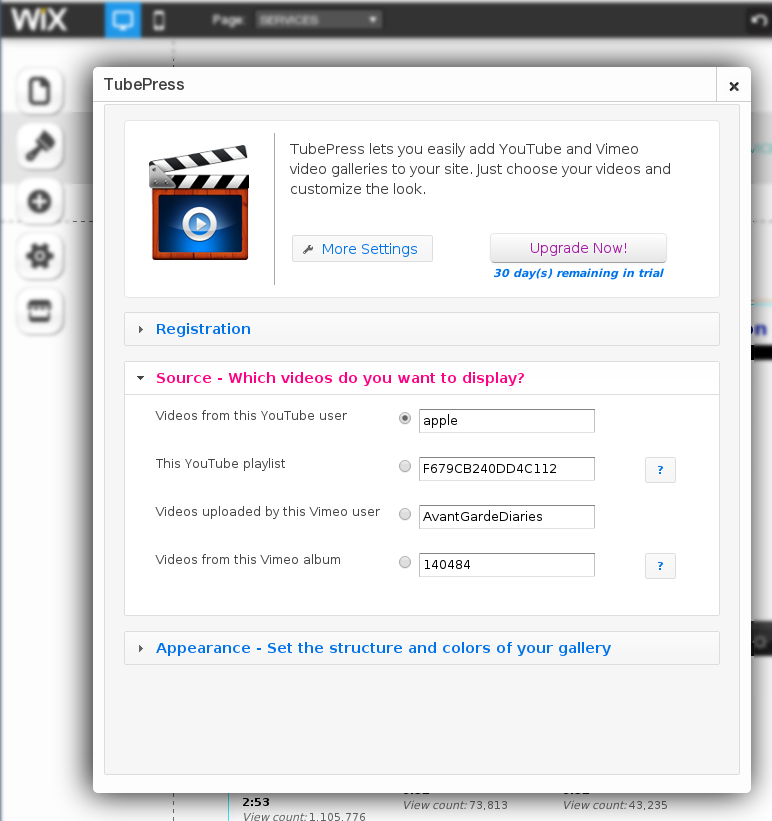 WiX
Page: SERVICES
TubePress
TubePress lets you easily add YouTube and Vimeo
video galleries to your site. Just choose your videos and
customize the look.
More Settings
Upgrade Now!
30 day(s) remaining in trial
Registration
Source - Which videos do you want to display?
Videos from this YouTube user
apple
This YouTube playlist
F679CB240DD4C112
?
Videos uploaded by this Vimeo user
AvantGardeDiaries
Videos from this Vimeo album
140484
?
Appearance - Set the structure and colors of your gallery
2:53
View count: 1,105,776
View count: 73,813
View count: 43,235